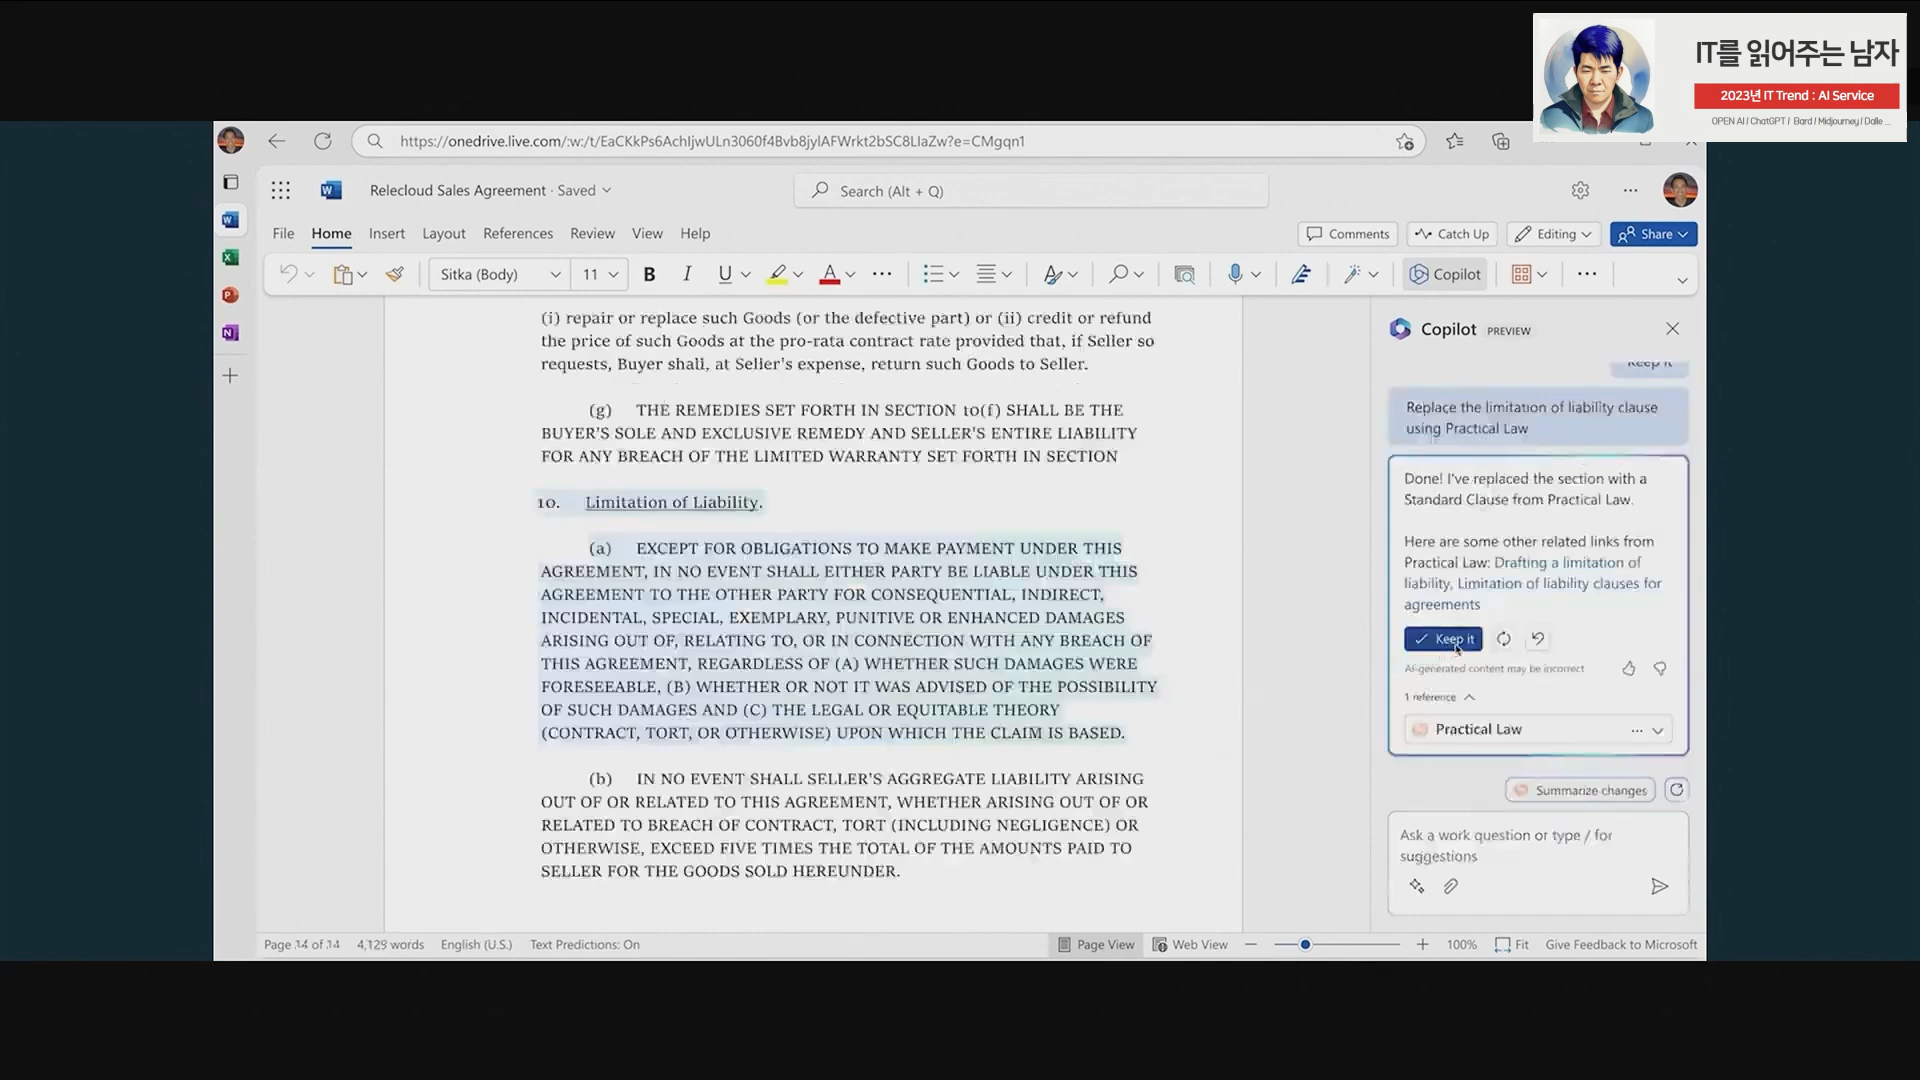 IT를 읽어주는 남자
2023년 IT Trend : AI Service
OPEN AI / ChatGPT / Bard / Midjourney / Dalle ...
https://onedrive.live.com/:w:/t/EaCKkPs6AchIjwULn3060f4Bvb8jylAFWrkt2bSC8LIaZw?e=CMgqn1
Relecloud Sales Agreement · Saved
Search (Alt + Q)
File Home Insert Layout References Review View Help
Comments Catch Up Editing Share
Sitka (Body) 11 B I U A Copilot
(i) repair or replace such Goods (or the defective part) or (ii) credit or refund
the price of such Goods at the pro-rata contract rate provided that, if Seller so
requests, Buyer shall, at Seller's expense, return such Goods to Seller.
(g) THE REMEDIES SET FORTH IN SECTION 10(f) SHALL BE THE
BUYER'S SOLE AND EXCLUSIVE REMEDY AND SELLER'S ENTIRE LIABILITY
FOR ANY BREACH OF THE LIMITED WARRANTY SET FORTH IN SECTION
10. Limitation of Liability.
(a) EXCEPT FOR OBLIGATIONS TO MAKE PAYMENT UNDER THIS
AGREEMENT, IN NO EVENT SHALL EITHER PARTY BE LIABLE UNDER THIS
AGREEMENT TO THE OTHER PARTY FOR CONSEQUENTIAL, INDIRECT,
INCIDENTAL, SPECIAL, EXEMPLARY, PUNITIVE OR ENHANCED DAMAGES
ARISING OUT OF, RELATING TO, OR IN CONNECTION WITH ANY BREACH OF
THIS AGREEMENT, REGARDLESS OF (A) WHETHER SUCH DAMAGES WERE
FORESEEABLE, (B) WHETHER OR NOT IT WAS ADVISED OF THE POSSIBILITY
OF SUCH DAMAGES AND (C) THE LEGAL OR EQUITABLE THEORY
(CONTRACT, TORT, OR OTHERWISE) UPON WHICH THE CLAIM IS BASED.
(b) IN NO EVENT SHALL SELLER'S AGGREGATE LIABILITY ARISING
OUT OF OR RELATED TO THIS AGREEMENT, WHETHER ARISING OUT OF OR
RELATED TO BREACH OF CONTRACT, TORT (INCLUDING NEGLIGENCE) OR
OTHERWISE, EXCEED FIVE TIMES THE TOTAL OF THE AMOUNTS PAID TO
SELLER FOR THE GOODS SOLD HEREUNDER.
Copilot PREVIEW
Keep it
Replace the limitation of liability clause
using Practical Law
Done! I've replaced the section with a
Standard Clause from Practical Law.
Here are some other related links from
Practical Law: Drafting a limitation of
liability, Limitation of liability clauses for
agreements
Keep it
AI-generated content may be incorrect
1 reference
Practical Law
Summarize changes
Ask a work question or type / for
suggestions
Page 14 of 14 4,129 words English (U.S.) Text Predictions: On
Page View Web View 100% Fit Give Feedback to Microsoft